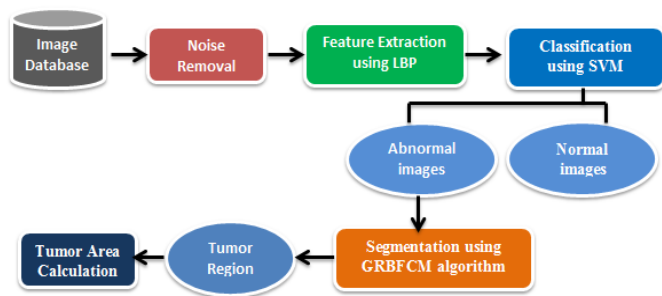 Image
Database
Noise
Removal
Feature Extraction
using LBP
Classification
using SVM
Abnormal
images
Normal
images
Tumor Area
Calculation
Tumor
Region
Segmentation using
GRBFCM algorithm